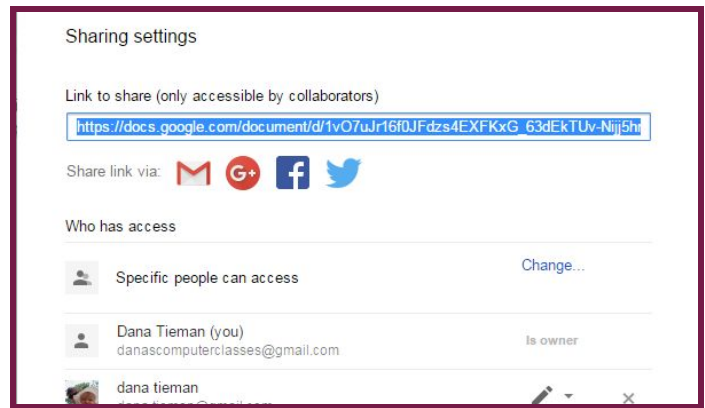 Sharing settings
Link to share (only accessible by collaborators)
https://docs.google.com/document/d/1vO7uJr16f0JFdzs4EXFKxG_63dEkTUv-Nijj5hr
Share link via:
Who has access
Specific people can access Change...
Dana Tieman (you) Is owner
danascomputerclasses@gmail.com
dana tieman